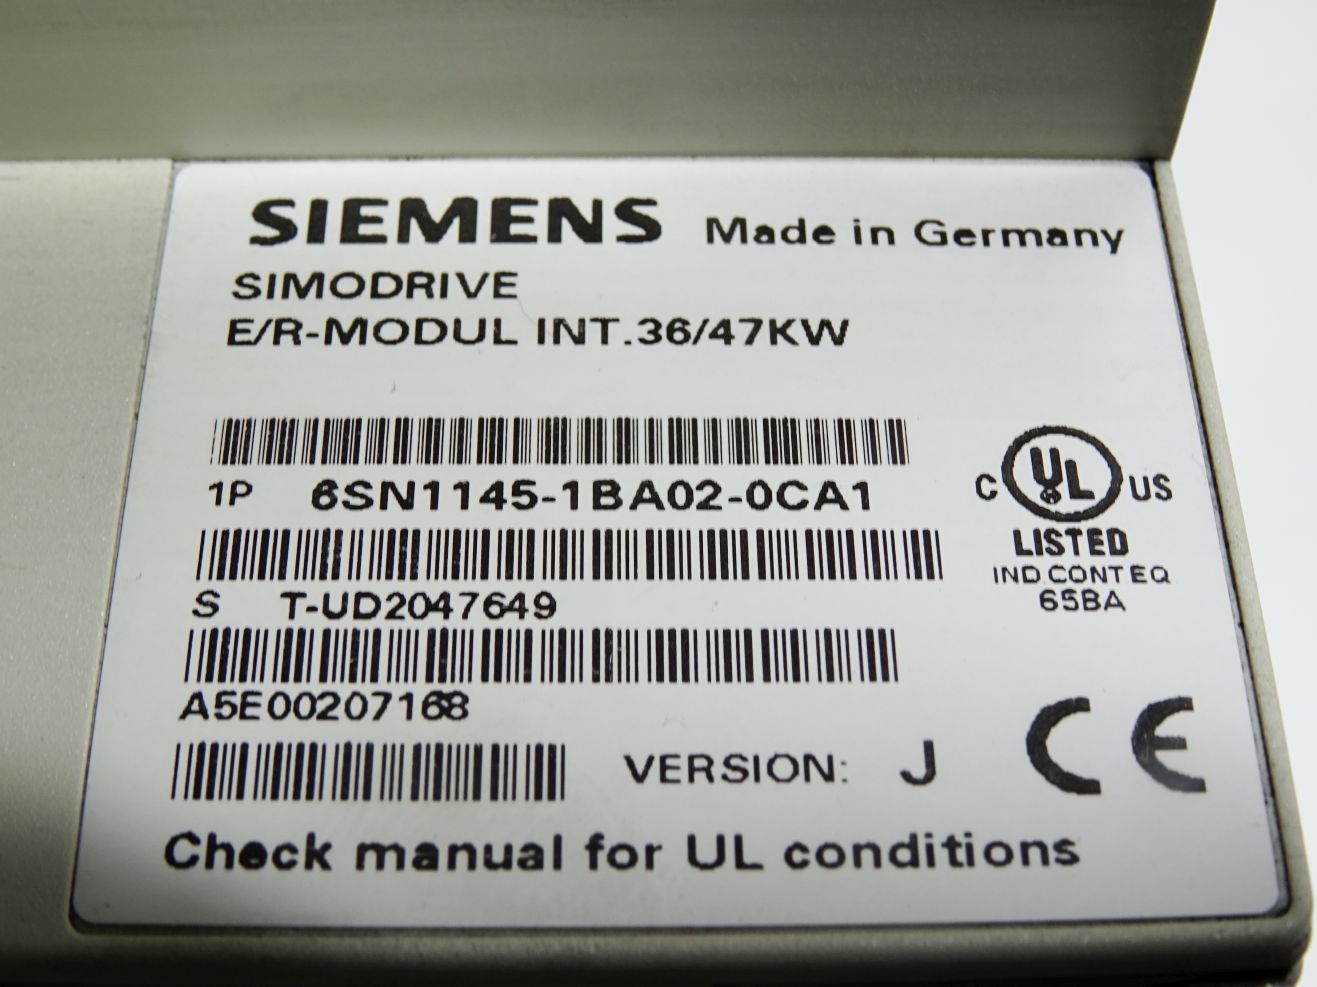 SIEMENS Made in Germany
SIMODRIVE
E/R-MODUL INT.36/47KW
1P 6SN1145-1BA02-0CA1
C UL US
LISTED
IND CONT EQ
65BA
S T-UD2047649
A5E00207168
VERSION: J CE
Check manual for UL conditions